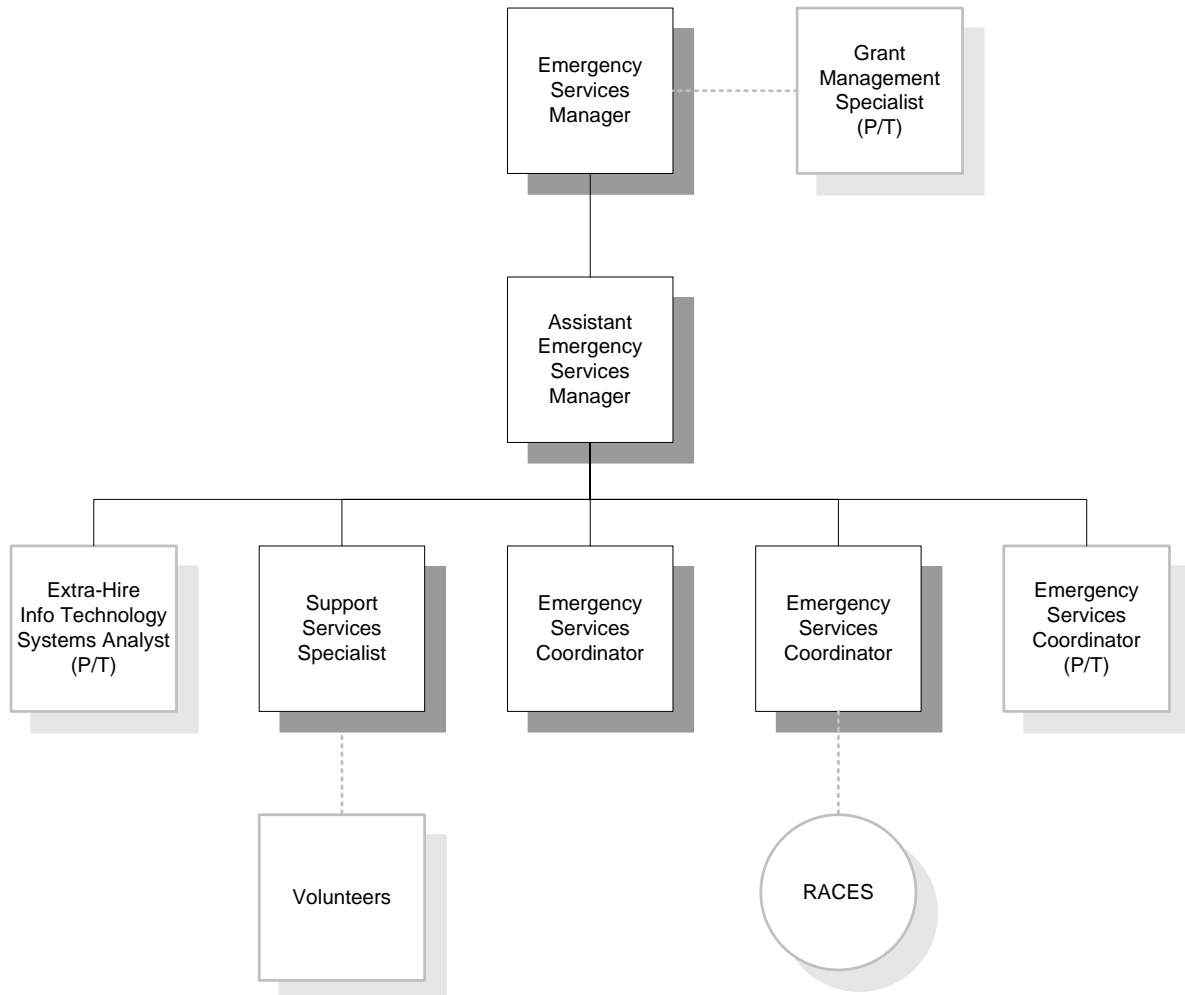 Emergency
Services
Manager
Grant
Management
Specialist
(P/T)
Assistant
Emergency
Services
Manager
Extra-Hire
Info Technology
Systems Analyst
(P/T)
Support
Services
Specialist
Emergency
Services
Coordinator
Emergency
Services
Coordinator
Emergency
Services
Coordinator
(P/T)
Volunteers
RACES